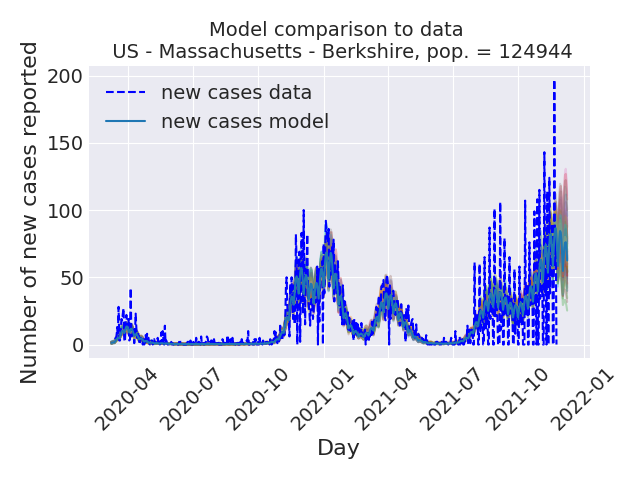 Model comparison to data
US - Massachusetts - Berkshire, pop. = 124944
Number of new cases reported
200
150
100
50
0
new cases data
new cases model
2020-04
2020-07
2020-10
2021-01
2021-04
2021-07
2021-10
2022-01
Day